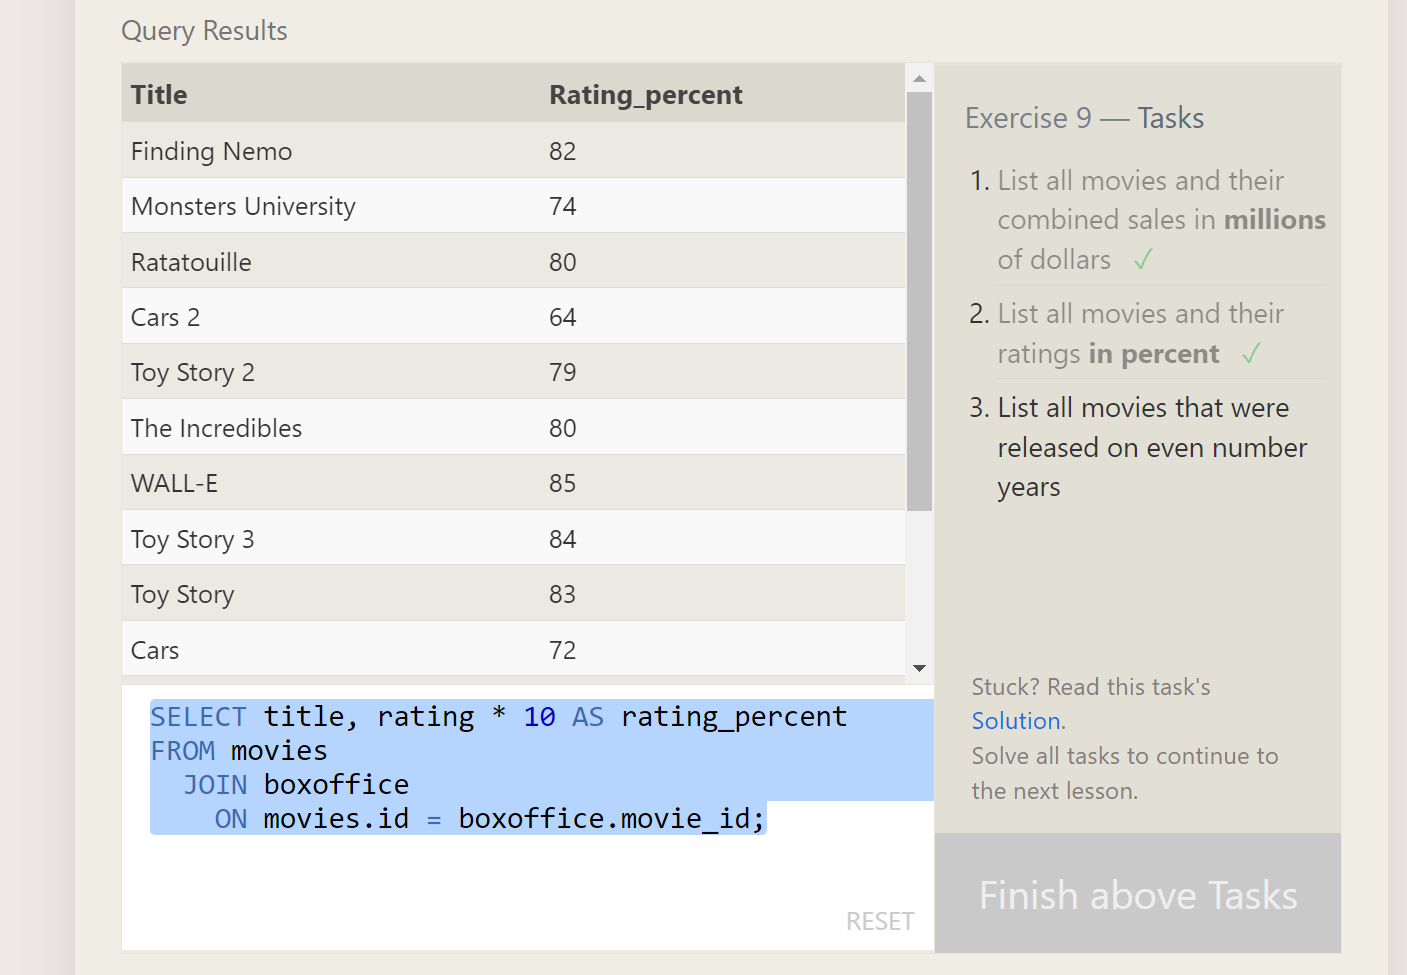 Query Results
Title Rating_percent
Finding Nemo 82
Monsters University 74
Ratatouille 80
Cars 2 64
Toy Story 2 79
The Incredibles 80
WALL-E 85
Toy Story 3 84
Toy Story 83
Cars 72
SELECT title, rating * 10 AS rating_percent
FROM movies
JOIN boxoffice
ON movies.id = boxoffice.movie_id;
RESET
Exercise 9 — Tasks
1. List all movies and their
combined sales in millions
of dollars ✓
2. List all movies and their
ratings in percent ✓
3. List all movies that were
released on even number
years
Stuck? Read this task's
Solution.
Solve all tasks to continue to
the next lesson.
Finish above Tasks